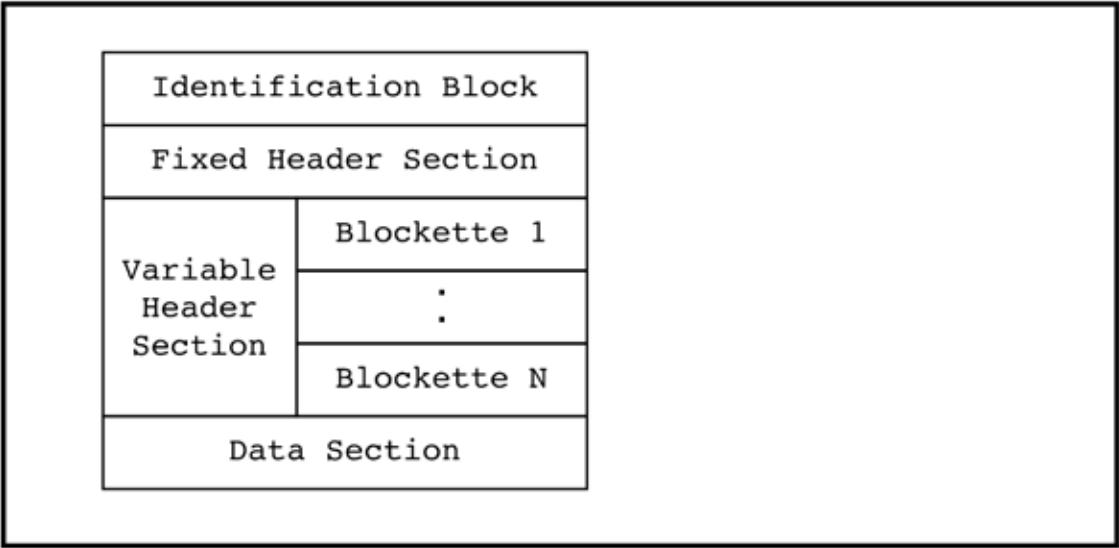 Identification Block
Fixed Header Section
Variable
Header
Section
Blockette 1
:
Blockette N
Data Section